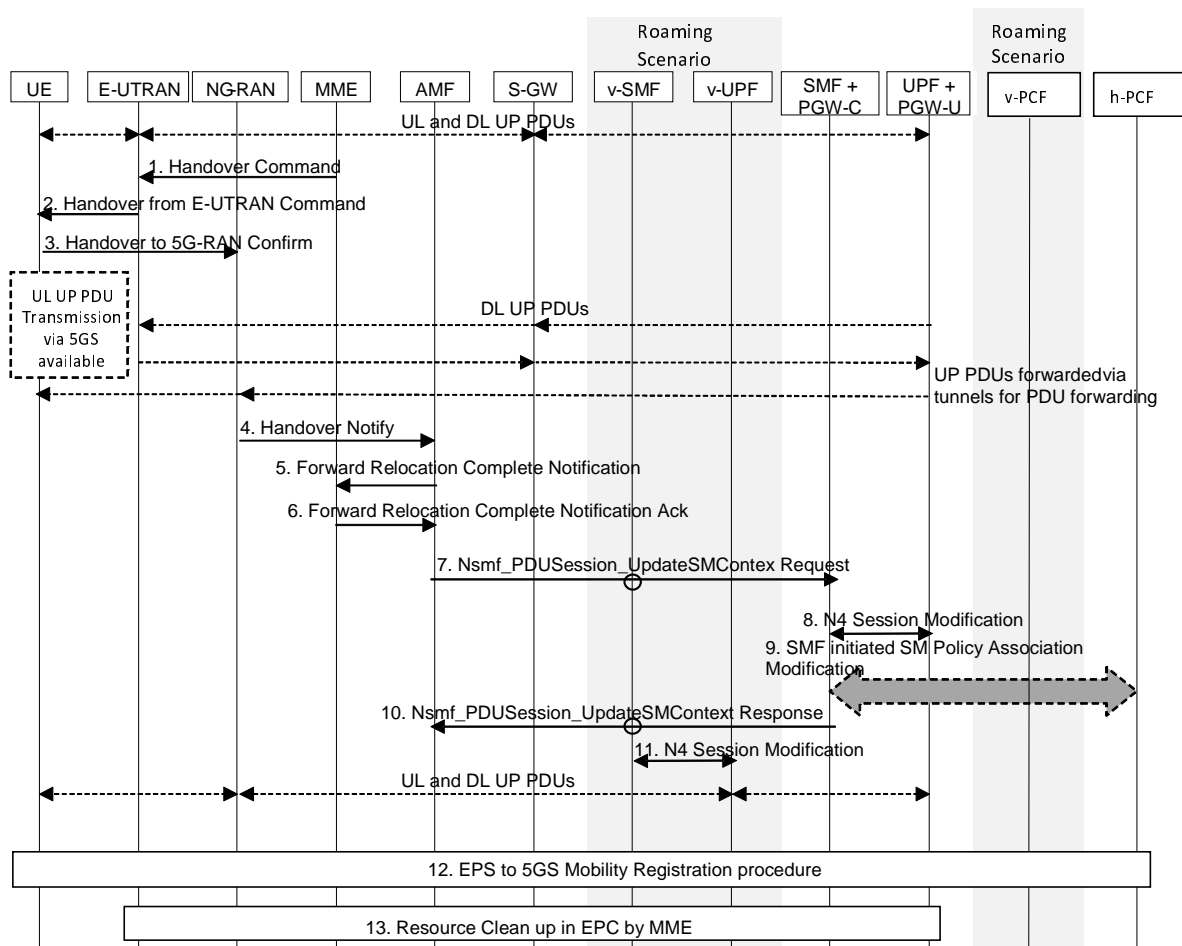 Roaming
Scenario
Roaming
Scenario
UE
E-UTRAN
NG-RAN
MME
AMF
S-GW
v-SMF
v-UPF
SMF +
PGW-C
UPF +
PGW-U
v-PCF
h-PCF
UL and DL UP PDUs
1. Handover Command
2. Handover from E-UTRAN Command
3. Handover to 5G-RAN Confirm
UL UP PDU
Transmission
via 5GS
available
DL UP PDUs
UP PDUs forwardedvia
tunnels for PDU forwarding
4. Handover Notify
5. Forward Relocation Complete Notification
6. Forward Relocation Complete Notification Ack
7. Nsmf_PDUSession_UpdateSMContex Request
8. N4 Session Modification
9. SMF initiated SM Policy Association
Modification
10. Nsmf_PDUSession_UpdateSMContext Response
11. N4 Session Modification
UL and DL UP PDUs
12. EPS to 5GS Mobility Registration procedure
13. Resource Clean up in EPC by MME